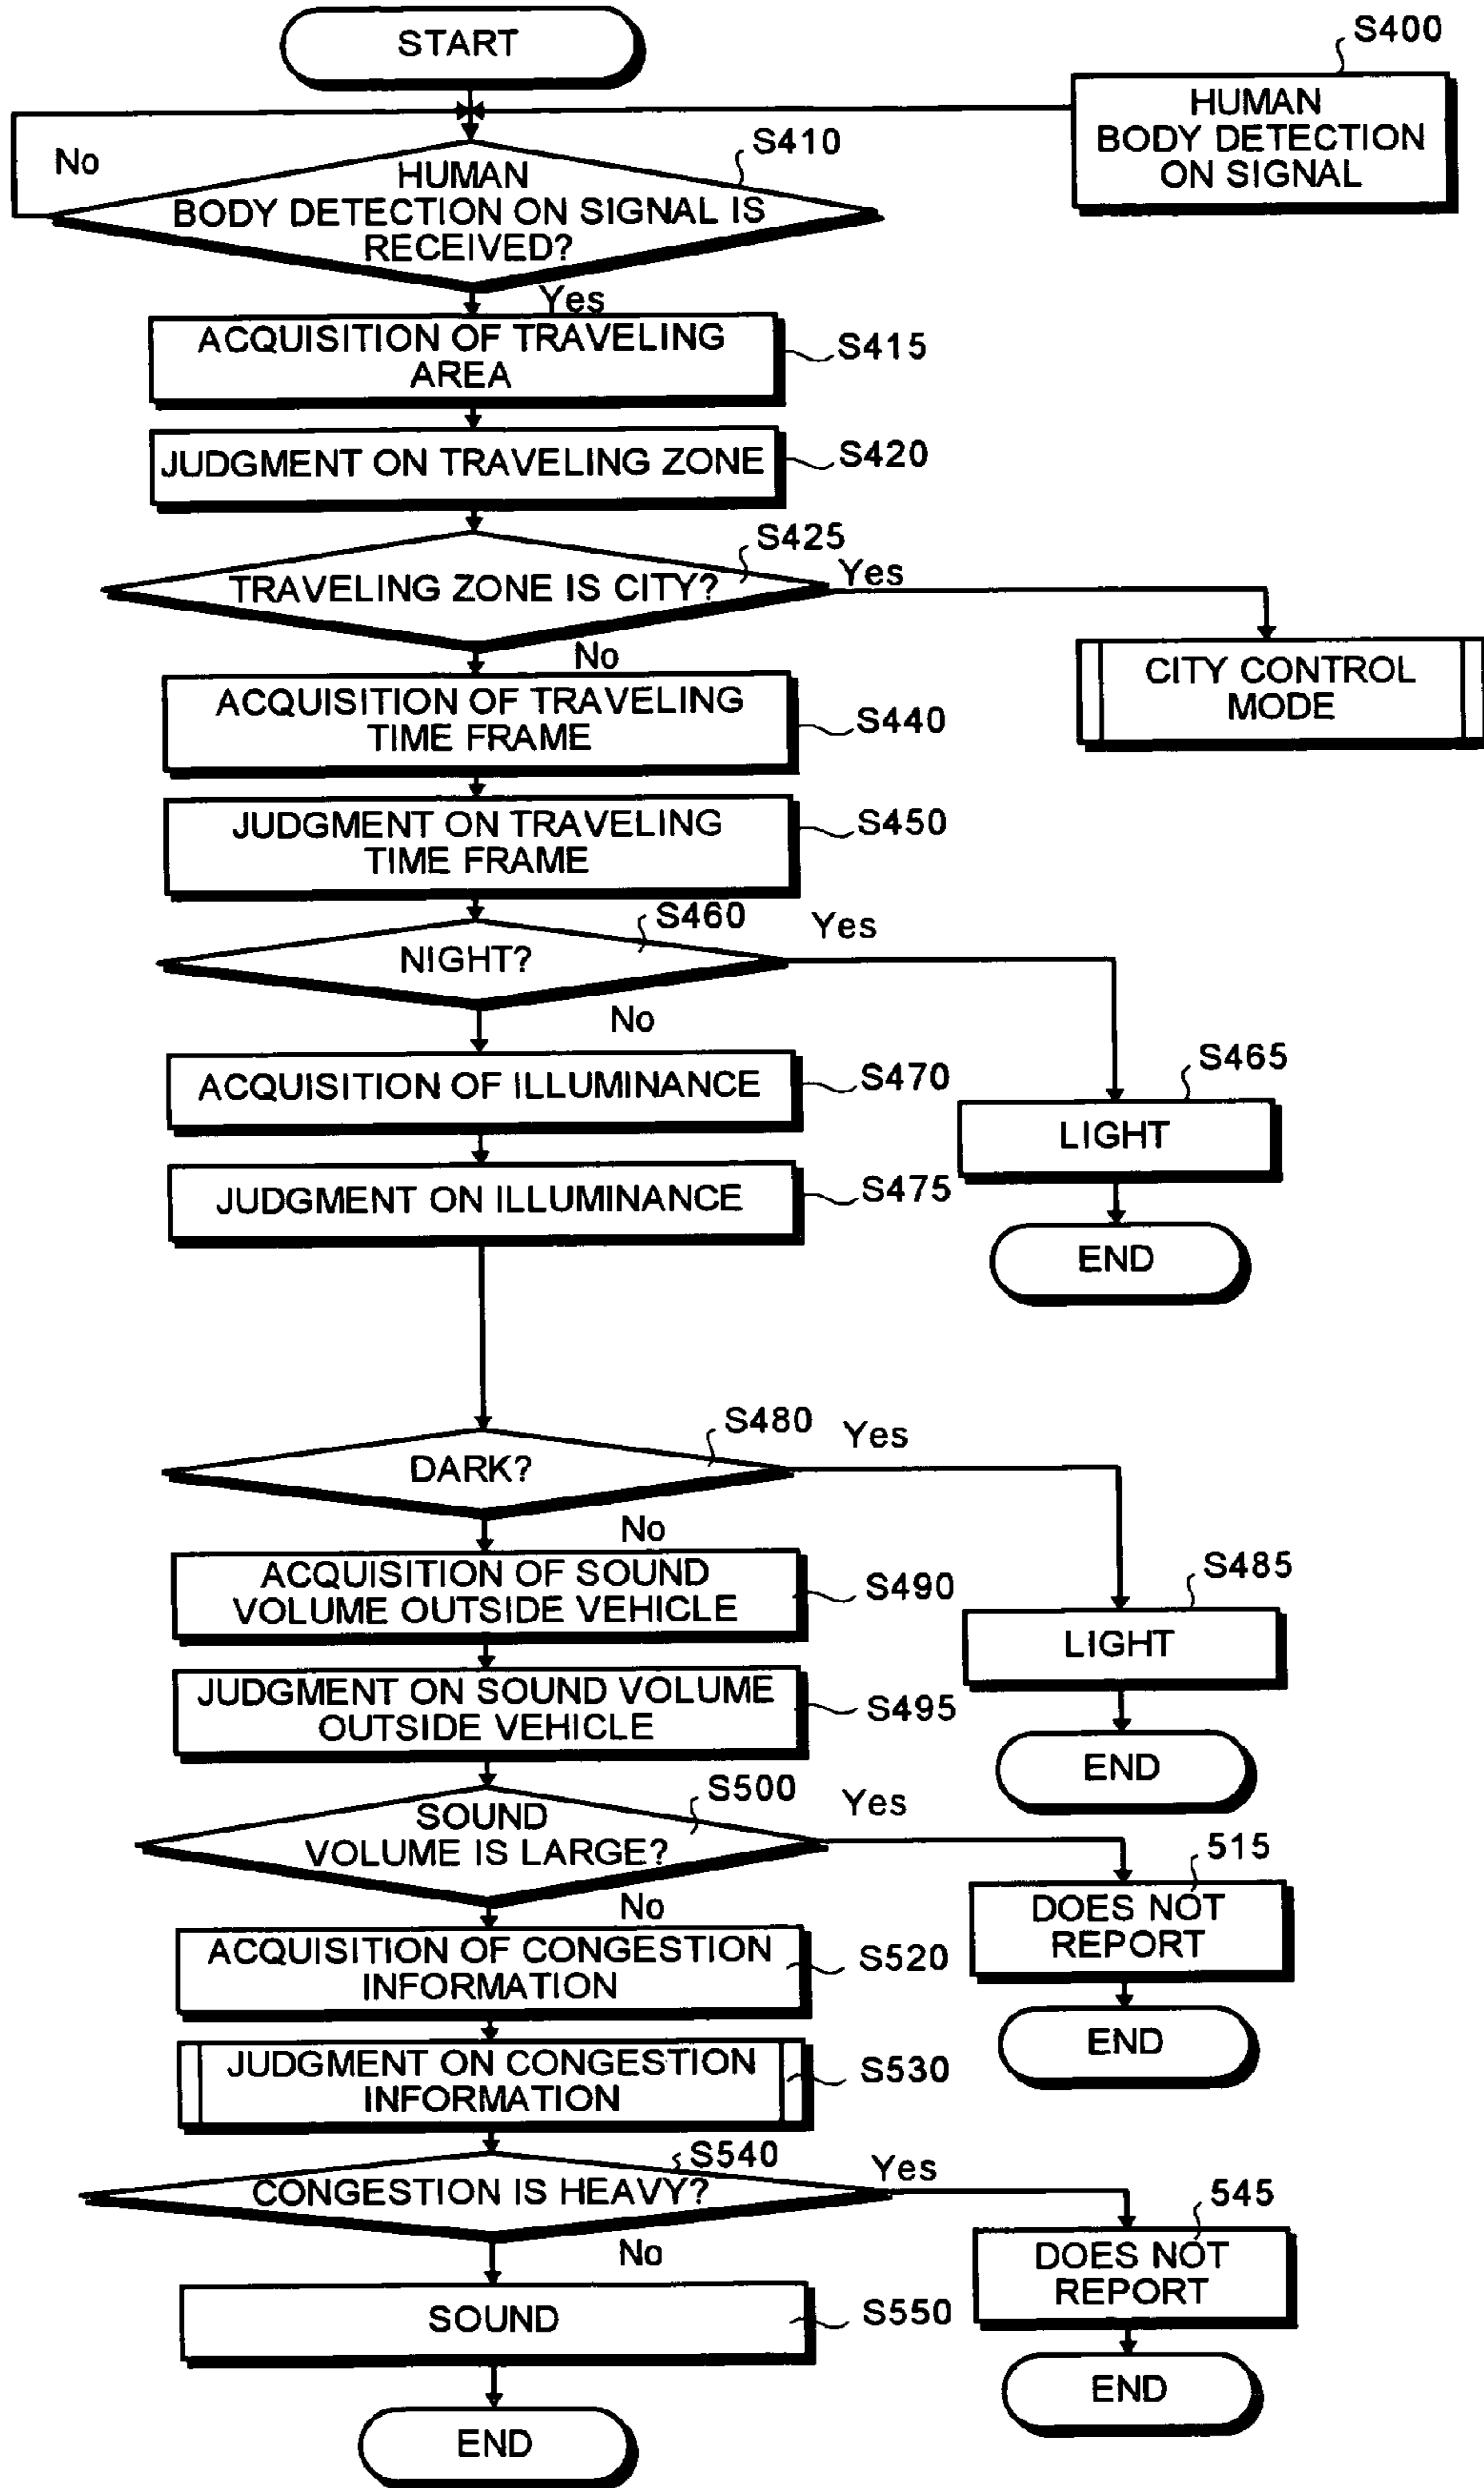 START
S400
HUMAN
BODY DETECTION
ON SIGNAL
No
S410
HUMAN
BODY DETECTION ON SIGNAL IS
RECEIVED?
Yes
ACQUISITION OF TRAVELING
AREA
S415
JUDGMENT ON TRAVELING ZONE
S420
S425
TRAVELING ZONE IS CITY?
Yes
No
CITY CONTROL
MODE
ACQUISITION OF TRAVELING
TIME FRAME
S440
JUDGMENT ON TRAVELING
TIME FRAME
S450
S460
Yes
NIGHT?
No
S465
ACQUISITION OF ILLUMINANCE
S470
LIGHT
JUDGMENT ON ILLUMINANCE
S475
END
S480
Yes
DARK?
No
ACQUISITION OF SOUND
VOLUME OUTSIDE VEHICLE
S490
S485
LIGHT
JUDGMENT ON SOUND VOLUME
OUTSIDE VEHICLE
S495
END
S500
Yes
SOUND
VOLUME IS LARGE?
515
No
DOES NOT
REPORT
ACQUISITION OF CONGESTION
INFORMATION
S520
END
JUDGMENT ON CONGESTION
INFORMATION
S530
S540
Yes
CONGESTION IS HEAVY?
545
No
DOES NOT
REPORT
SOUND
S550
END
END